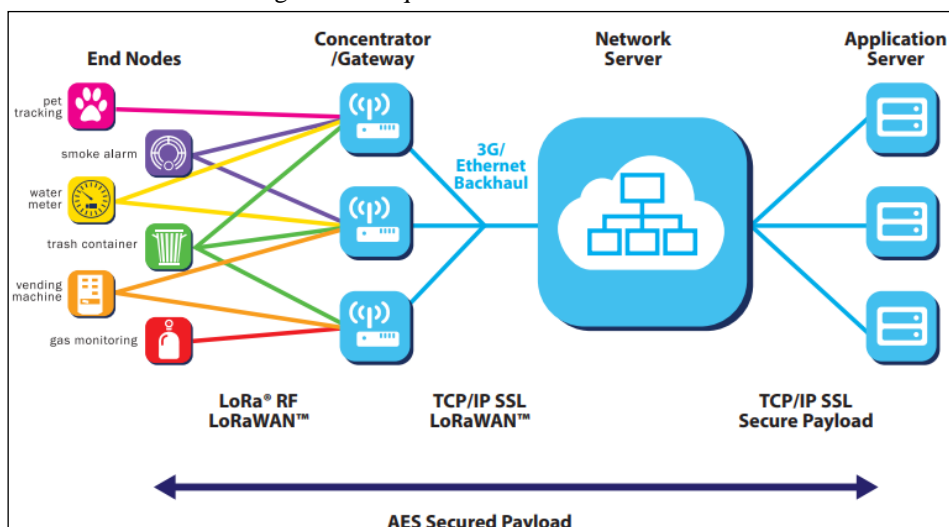 End Nodes
Concentrator
/Gateway
Network
Server
Application
Server
pet
tracking
smoke alarm
water
meter
trash container
vending
machine
gas monitoring
3G/
Ethernet
Backhaul
LoRa® RF
LoRaWAN™
TCP/IP SSL
LoRaWAN™
TCP/IP SSL
Secure Payload
AES Secured Payload